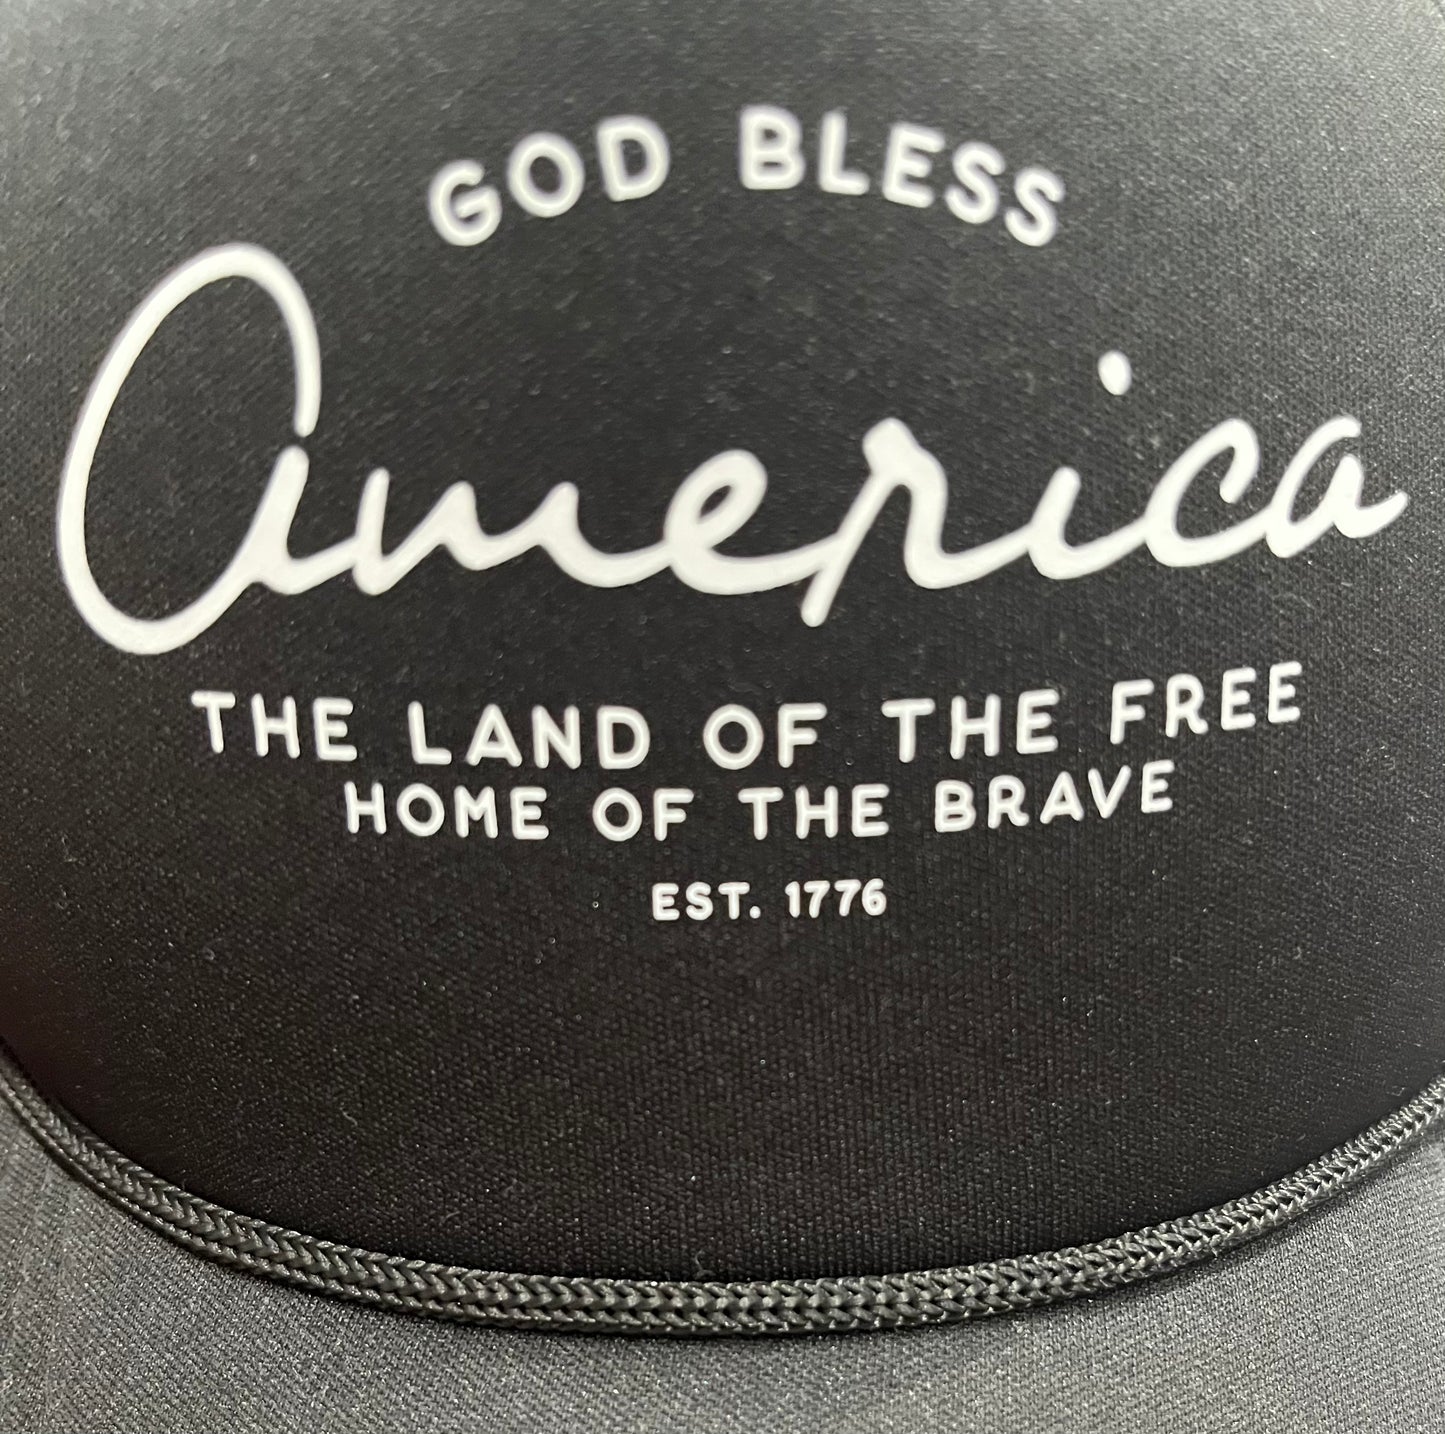 GOD BLESS
America
THE LAND OF THE FREE
HOME OF THE BRAVE
EST. 1776